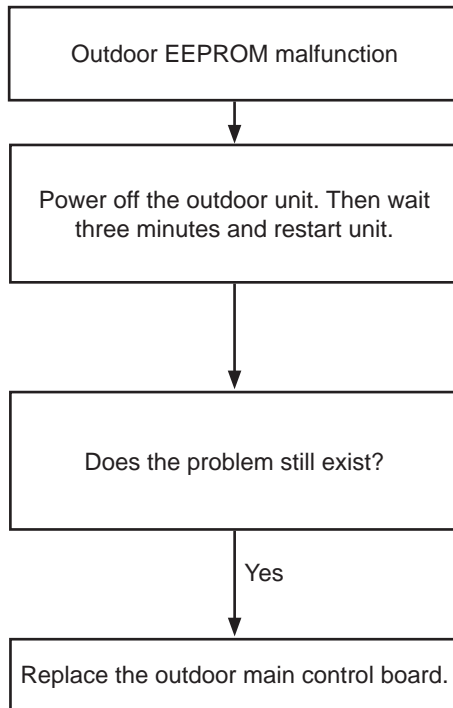 Outdoor EEPROM malfunction
Power off the outdoor unit. Then wait
three minutes and restart unit.
Does the problem still exist?
Yes
Replace the outdoor main control board.